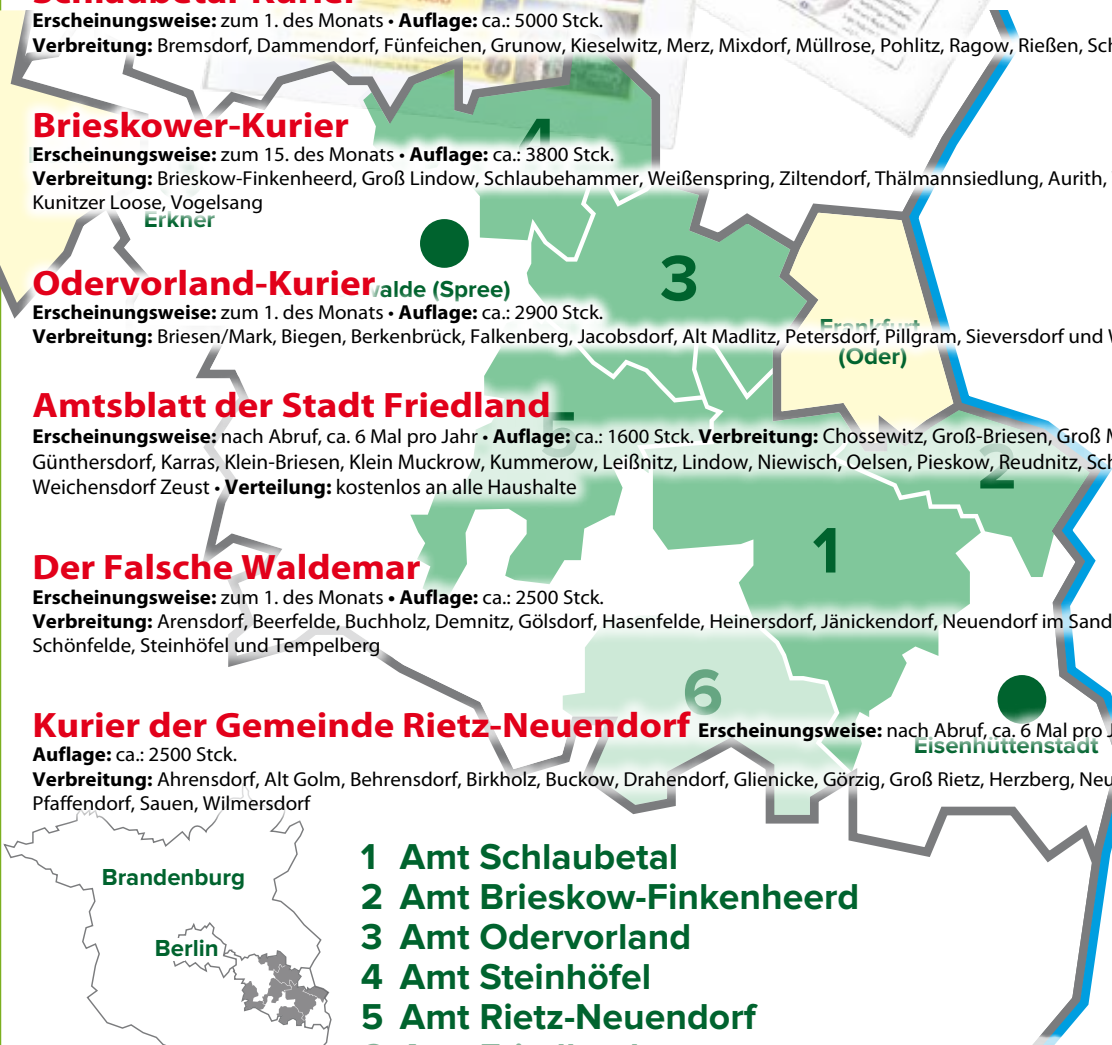 Schlaubetal-Kurier
Erscheinungsweise: zum 1. des Monats • Auflage: ca.: 5000 Stck.
Verbreitung: Bremsdorf, Dammendorf, Fünfeichen, Grunow, Kieselwitz, Merz, Mixdorf, Müllrose, Pohlitz, Ragow, Rießen,
4
Brieskower-Kurier
Erscheinungsweise: zum 15. des Monats • Auflage: ca.: 3800 Stck.
Verbreitung: Brieskow-Finkenheerd, Groß Lindow, Schlaubehammer, Weißenspring, Ziltendorf, Thälmannsiedlung, Aurith,
Kunitzer Loose, Vogelsang
Erkner
3
Odervorland-Kurier
walde (Spree)
Erscheinungsweise: zum 1. des Monats • Auflage: ca.: 2900 Stck.
Verbreitung: Briesen/Mark, Biegen, Berkenbrück, Falkenberg, Jacobsdorf, Alt Madlitz, Petersdorf, Pillgram, Sieversdorf und
Frankfurt
(Oder)
Amtsblatt der Stadt Friedland
5
Erscheinungsweise: nach Abruf, ca. 6 Mal pro Jahr • Auflage: ca.: 1600 Stck. Verbreitung: Chossewitz, Groß-Briesen, Groß
Günthersdorf, Karras, Klein-Briesen, Klein Muckrow, Kummerow, Leißnitz, Lindow, Niewisch, Oelsen, Pieskow, Reudnitz,
2
Weichensdorf Zeust • Verteilung: kostenlos an alle Haushalte
1
Der Falsche Waldemar
Erscheinungsweise: zum 1. des Monats • Auflage: ca.: 2500 Stck.
Verbreitung: Arensdorf, Beerfelde, Buchholz, Demnitz, Gölsdorf, Hasenfelde, Heinersdorf, Jänickendorf, Neuendorf im Sand
Schönfelde, Steinhöfel und Tempelberg
6
Kurier der Gemeinde Rietz-Neuendorf Erscheinungsweise: nach Abruf, ca. 6 Mal pro
Eisenhüttenstadt
Auflage: ca.: 2500 Stck.
Verbreitung: Ahrensdorf, Alt Golm, Behrensdorf, Birkholz, Buckow, Drahendorf, Glienicke, Görzig, Groß Rietz, Herzberg, Neu
Pfaffendorf, Sauen, Wilmersdorf
Brandenburg
Berlin
1 Amt Schlaubetal
2 Amt Brieskow-Finkenheerd
3 Amt Odervorland
4 Amt Steinhöfel
5 Amt Rietz-Neuendorf